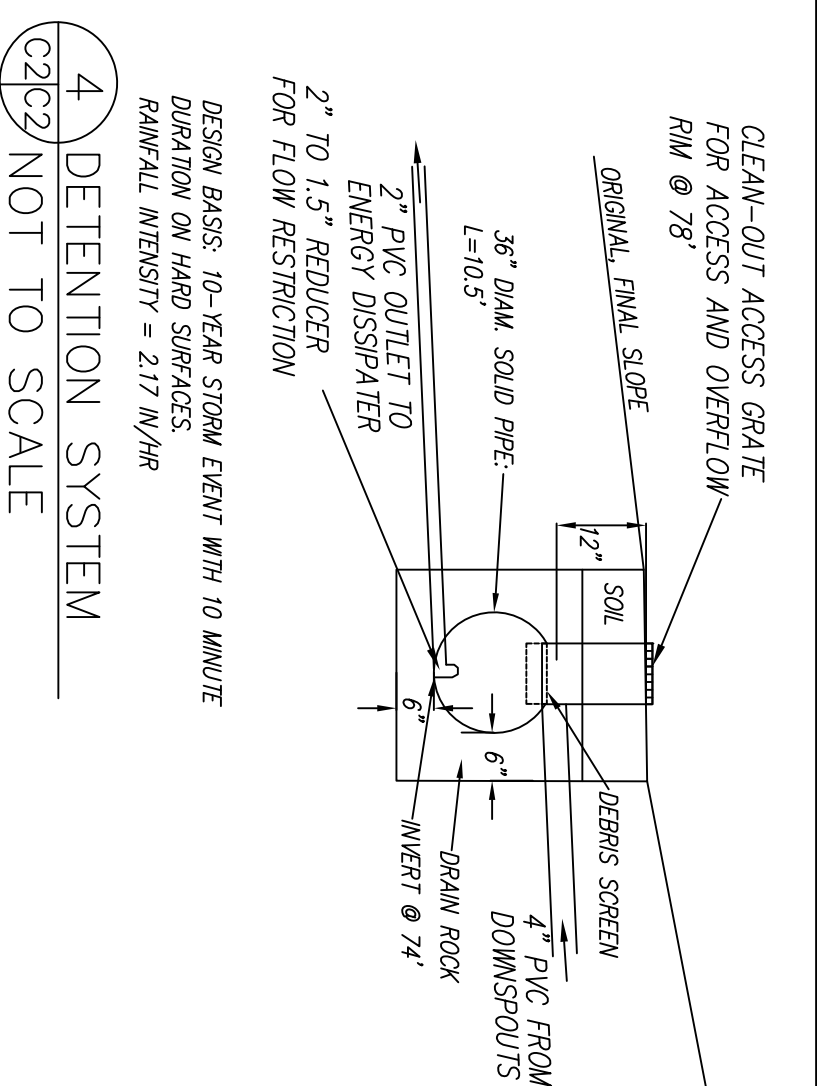 CLEAN-OUT ACCESS GRATE
FOR ACCESS AND OVERFLOW
RIM @ 78'
ORIGINAL, FINAL SLOPE
12"
SOIL
36" DIAM. SOLID PIPE:
L=10.5'
DEBRIS SCREEN
4" PVC FROM
DOWNSPOUTS
6"
6"
DRAIN ROCK
INVERT @ 74'
2" PVC OUTLET TO
ENERGY DISSIPATER
2" TO 1.5" REDUCER
FOR FLOW RESTRICTION
DESIGN BASIS: 10-YEAR STORM EVENT WITH 10 MINUTE
DURATION ON HARD SURFACES.
RAINFALL INTENSITY = 2.17 IN/HR
4 DETENTION SYSTEM
C2 C2 NOT TO SCALE